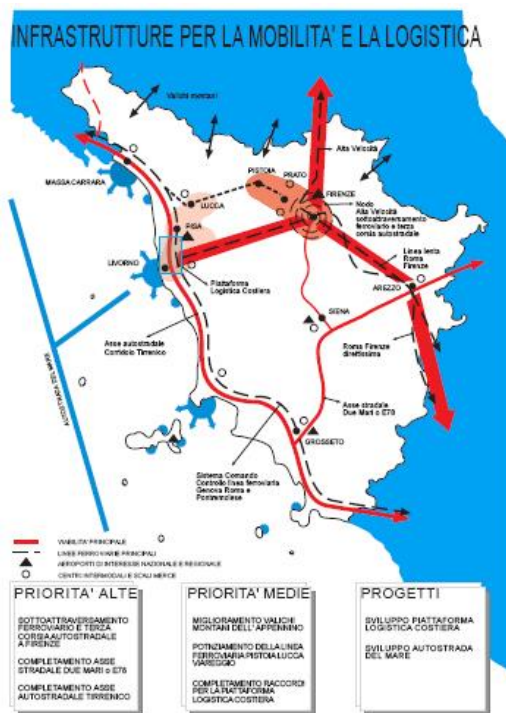 INFRASTRUTTURE PER LA MOBILITA' E LA LOGISTICA
Valichi montani
Alta Velocità
MASSA CARRARA
PISTOIA
PRATO
FIRENZE
LUCCA
Nodo
Alta Velocità
sottoattraversamento
ferroviario e terza
corsia autostradale
PISA
LIVORNO
Linea lenta
Roma
Firenze
Piattaforma
Logistica Costiera
AREZZO
SIENA
Asse autostradale
Corridoio Tirrenico
Roma Firenze
direttissima
AUTOSTRADA DEL MARE
Asse stradale
Due Mari o E78
GROSSETO
Sistema Comando
Controllo linea ferroviaria
Genova Roma e
Pontremolese
VIABILITA' PRINCIPALE
LINEE FERROVIARIE PRINCIPALI
AEROPORTI DI INTERESSE NAZIONALE E REGIONALE
CENTRI INTERMODALI E SCALI MERCE
PRIORITA' ALTE
SOTTOATTRAVERSAMENTO
FERROVIARIO E TERZA
CORSIA AUTOSTRADALE
A FIRENZE
COMPLETAMENTO ASSE
STRADALE DUE MARI o E78
COMPLETAMENTO ASSE
AUTOSTRADALE TIRRENICO
PRIORITA' MEDIE
MIGLIORAMENTO VALICHI
MONTANI DELL'APPENNINO
POTNZIAMENTO DELLA LINEA
FERROVIARIA PISTOIA LUCCA
VIAREGGIO
COMPLETAMENTO RACCORDI
PER LA PIATTAFORMA
LOGISTICA COSTIERA
PROGETTI
SVILUPPO PIATTAFORMA
LOGISTICA COSTIERA
SVILUPPO AUTOSTRADA
DEL MARE